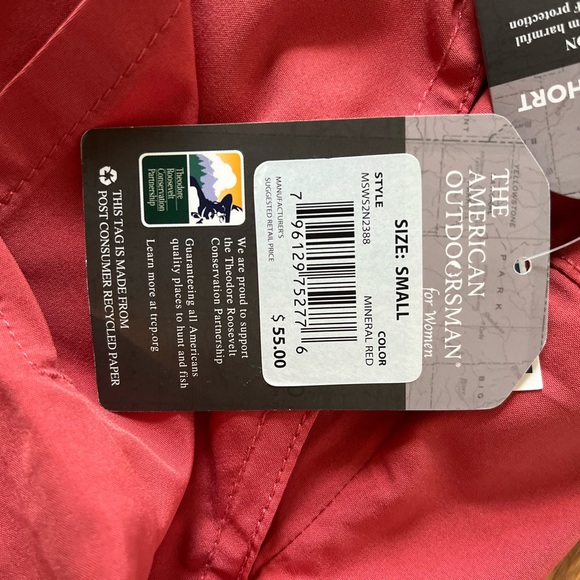 THE
AMERICAN
OUTDOORSMAN®
for Women
SIZE: SMALL
STYLE
MSWS2N2388
COLOR
MINERAL RED
7 96129 75277 6
MANUFACTURER'S
SUGGESTED RETAIL PRICE
$ 55.00
Theodore
Roosevelt
Conservation
Partnership
We are proud to support
the Theodore Roosevelt
Conservation Partnership
Guaranteeing all Americans
quality places to hunt and fish
Learn more at trcp.org
THIS TAG IS MADE FROM
POST CONSUMER RECYCLED PAPER
YELLOWSTONE
PARK
BIG
HORT
ON
m harmful
F protection